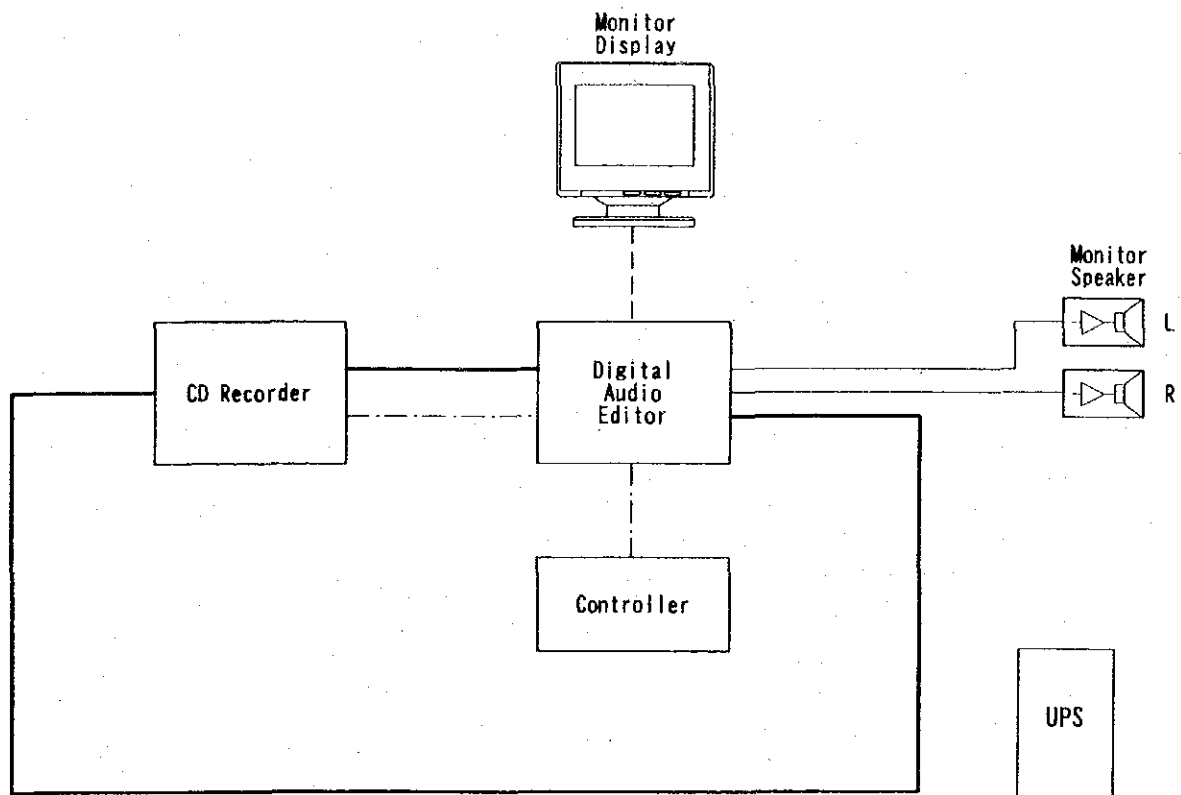 Monitor
Display
Monitor
Speaker
L
R
CD Recorder
Digital
Audio
Editor
Controller
UPS